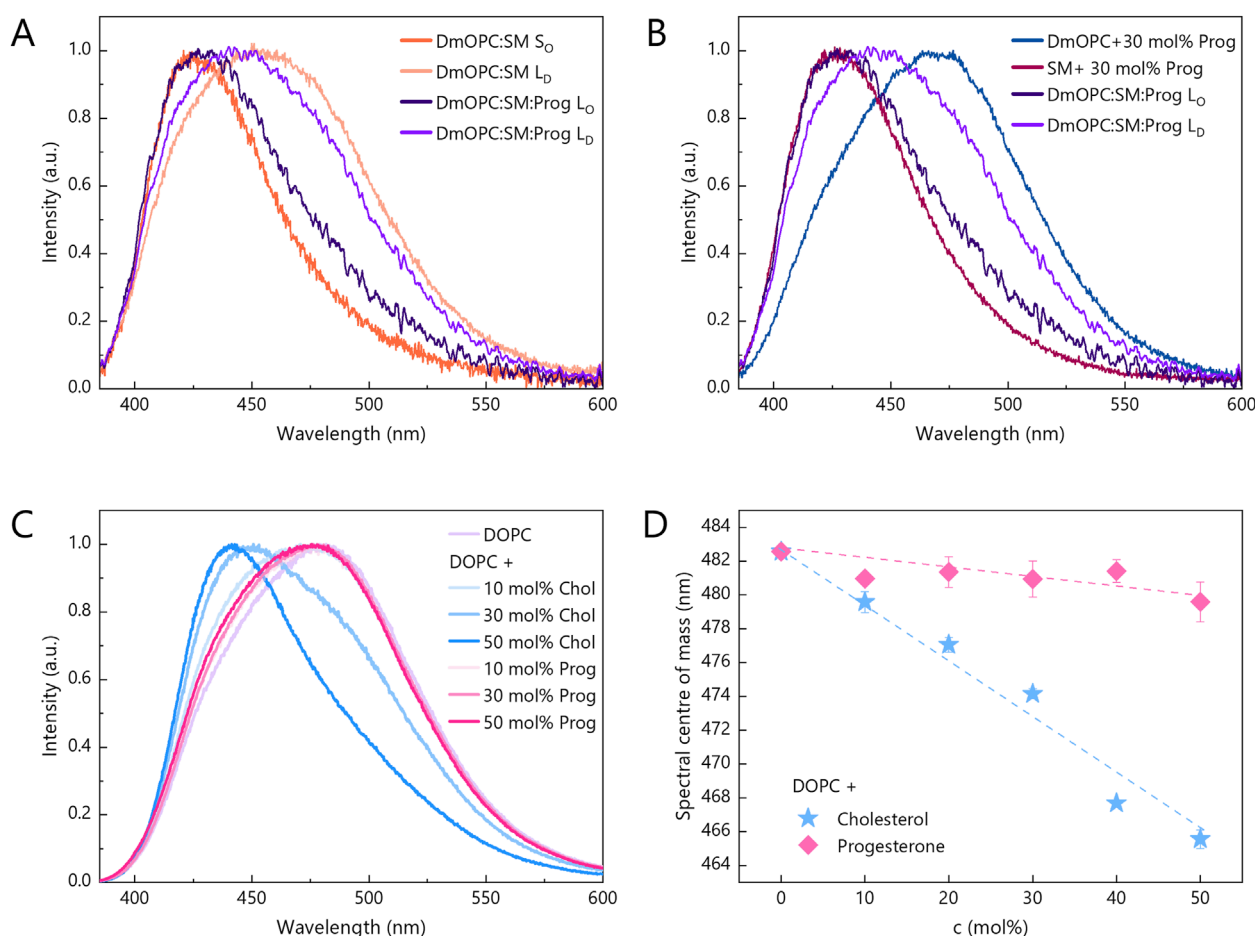 A
DmOPC:SM S_O
DmOPC:SM L_D
DmOPC:SM:Prog L_O
DmOPC:SM:Prog L_D
Intensity (a.u.)
1.0
0.8
0.6
0.4
0.2
0.0
400 450 500 550 600
Wavelength (nm)
B
DmOPC+30 mol% Prog
SM+ 30 mol% Prog
DmOPC:SM:Prog L_O
DmOPC:SM:Prog L_D
Intensity (a.u.)
1.0
0.8
0.6
0.4
0.2
0.0
400 450 500 550 600
Wavelength (nm)
C
DOPC
DOPC +
10 mol% Chol
30 mol% Chol
50 mol% Chol
10 mol% Prog
30 mol% Prog
50 mol% Prog
Intensity (a.u.)
1.0
0.8
0.6
0.4
0.2
0.0
400 450 500 550 600
Wavelength (nm)
D
Spectral centre of mass (nm)
484
482
480
478
476
474
472
470
468
466
464
DOPC +
Cholesterol
Progesterone
0 10 20 30 40 50
c (mol%)